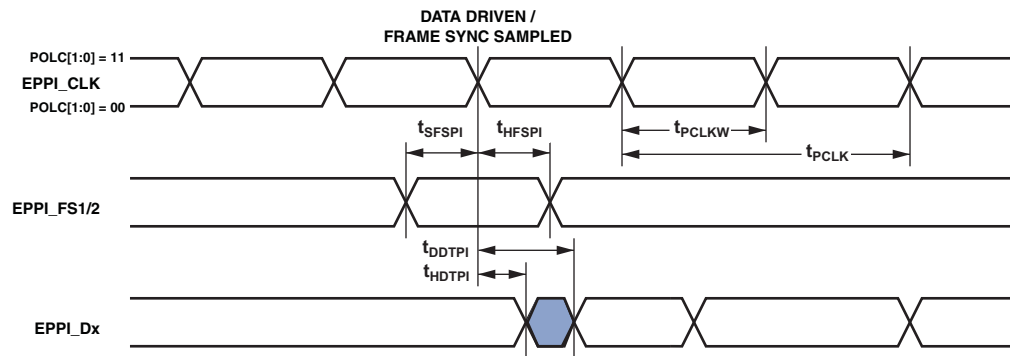 DATA DRIVEN /
FRAME SYNC SAMPLED
POLC[1:0] = 11
EPPI_CLK
POLC[1:0] = 00
tSFSPI
tHFSPI
tPCLKW
tPCLK
EPPI_FS1/2
tDDTPI
tHDTPI
EPPI_Dx